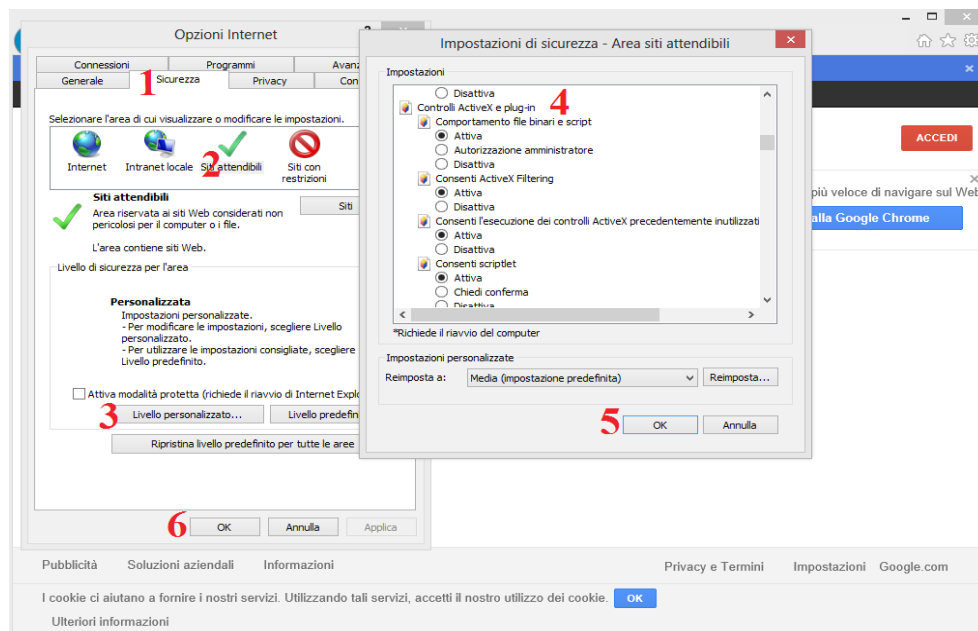 Opzioni Internet
Connessioni Programmi
Generale Sicurezza Privacy
1
Selezionare l'area di cui visualizzare o modificare le impostazioni.
Internet Intranet locale Siti attendibili Siti con
restrizioni
2
Siti attendibili
Area riservata ai siti Web considerati non
pericolosi per il computer o i file.
Siti
L'area contiene siti Web.
Livello di sicurezza per l'area
Personalizzata
Impostazioni personalizzate.
- Per modificare le impostazioni, scegliere Livello
personalizzato.
- Per utilizzare le impostazioni consigliate, scegliere
Livello predefinito.
Attiva modalità protetta (richiede il riavvio di Internet Explo
3 Livello personalizzato... Livello predefin
Ripristina livello predefinito per tutte le aree
6 OK Annulla Applica
Impostazioni di sicurezza - Area siti attendibili
Impostazioni
Disattiva
Controlli ActiveX e plug-in 4
Comportamento file binari e script
Attiva
Autorizzazione amministratore
Disattiva
Consenti ActiveX Filtering
Attiva
Disattiva
Consenti l'esecuzione dei controlli ActiveX precedentemente inutilizzati
Attiva
Disattiva
Consenti scriptlet
Attiva
Chiedi conferma
Disattiva
*Richiede il riavvio del computer
Impostazioni personalizzate
Reimposta a: Media (impostazione predefinita) Reimposta...
5 OK Annulla
ACCEDI
più veloce di navigare sul Web
alla Google Chrome
Pubblicità Soluzioni aziendali Informazioni Privacy e Termini Impostazioni Google.com
I cookie ci aiutano a fornire i nostri servizi. Utilizzando tali servizi, accetti il nostro utilizzo dei cookie. OK
Ulteriori informazioni